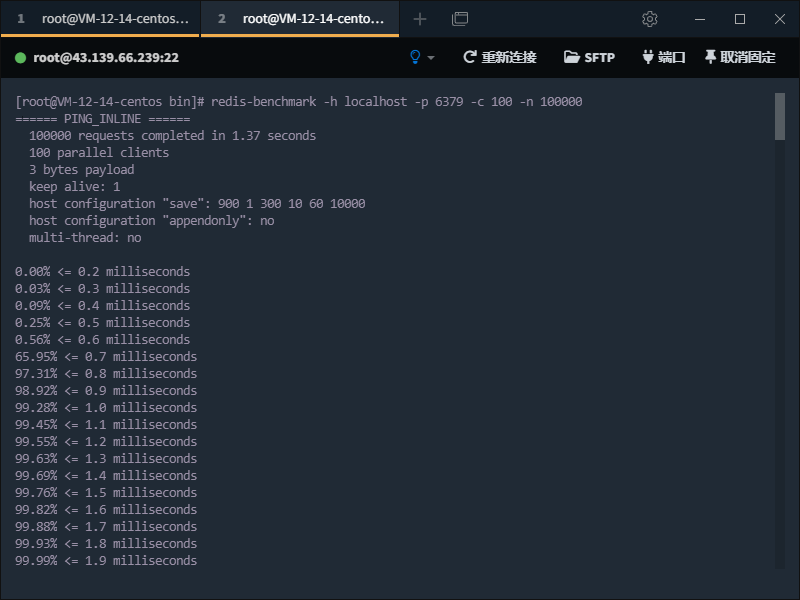 1 root@VM-12-14-centos... 2 root@VM-12-14-cento...
root@43.139.66.239:22 重新连接 SFTP 端口 取消固定
[root@VM-12-14-centos bin]# redis-benchmark -h localhost -p 6379 -c 100 -n 100000
====== PING_INLINE ======
  100000 requests completed in 1.37 seconds
  100 parallel clients
  3 bytes payload
  keep alive: 1
  host configuration "save": 900 1 300 10 60 10000
  host configuration "appendonly": no
  multi-thread: no

0.00% <= 0.2 milliseconds
0.03% <= 0.3 milliseconds
0.09% <= 0.4 milliseconds
0.25% <= 0.5 milliseconds
0.56% <= 0.6 milliseconds
65.95% <= 0.7 milliseconds
97.31% <= 0.8 milliseconds
98.92% <= 0.9 milliseconds
99.28% <= 1.0 milliseconds
99.45% <= 1.1 milliseconds
99.55% <= 1.2 milliseconds
99.63% <= 1.3 milliseconds
99.69% <= 1.4 milliseconds
99.76% <= 1.5 milliseconds
99.82% <= 1.6 milliseconds
99.88% <= 1.7 milliseconds
99.93% <= 1.8 milliseconds
99.99% <= 1.9 milliseconds